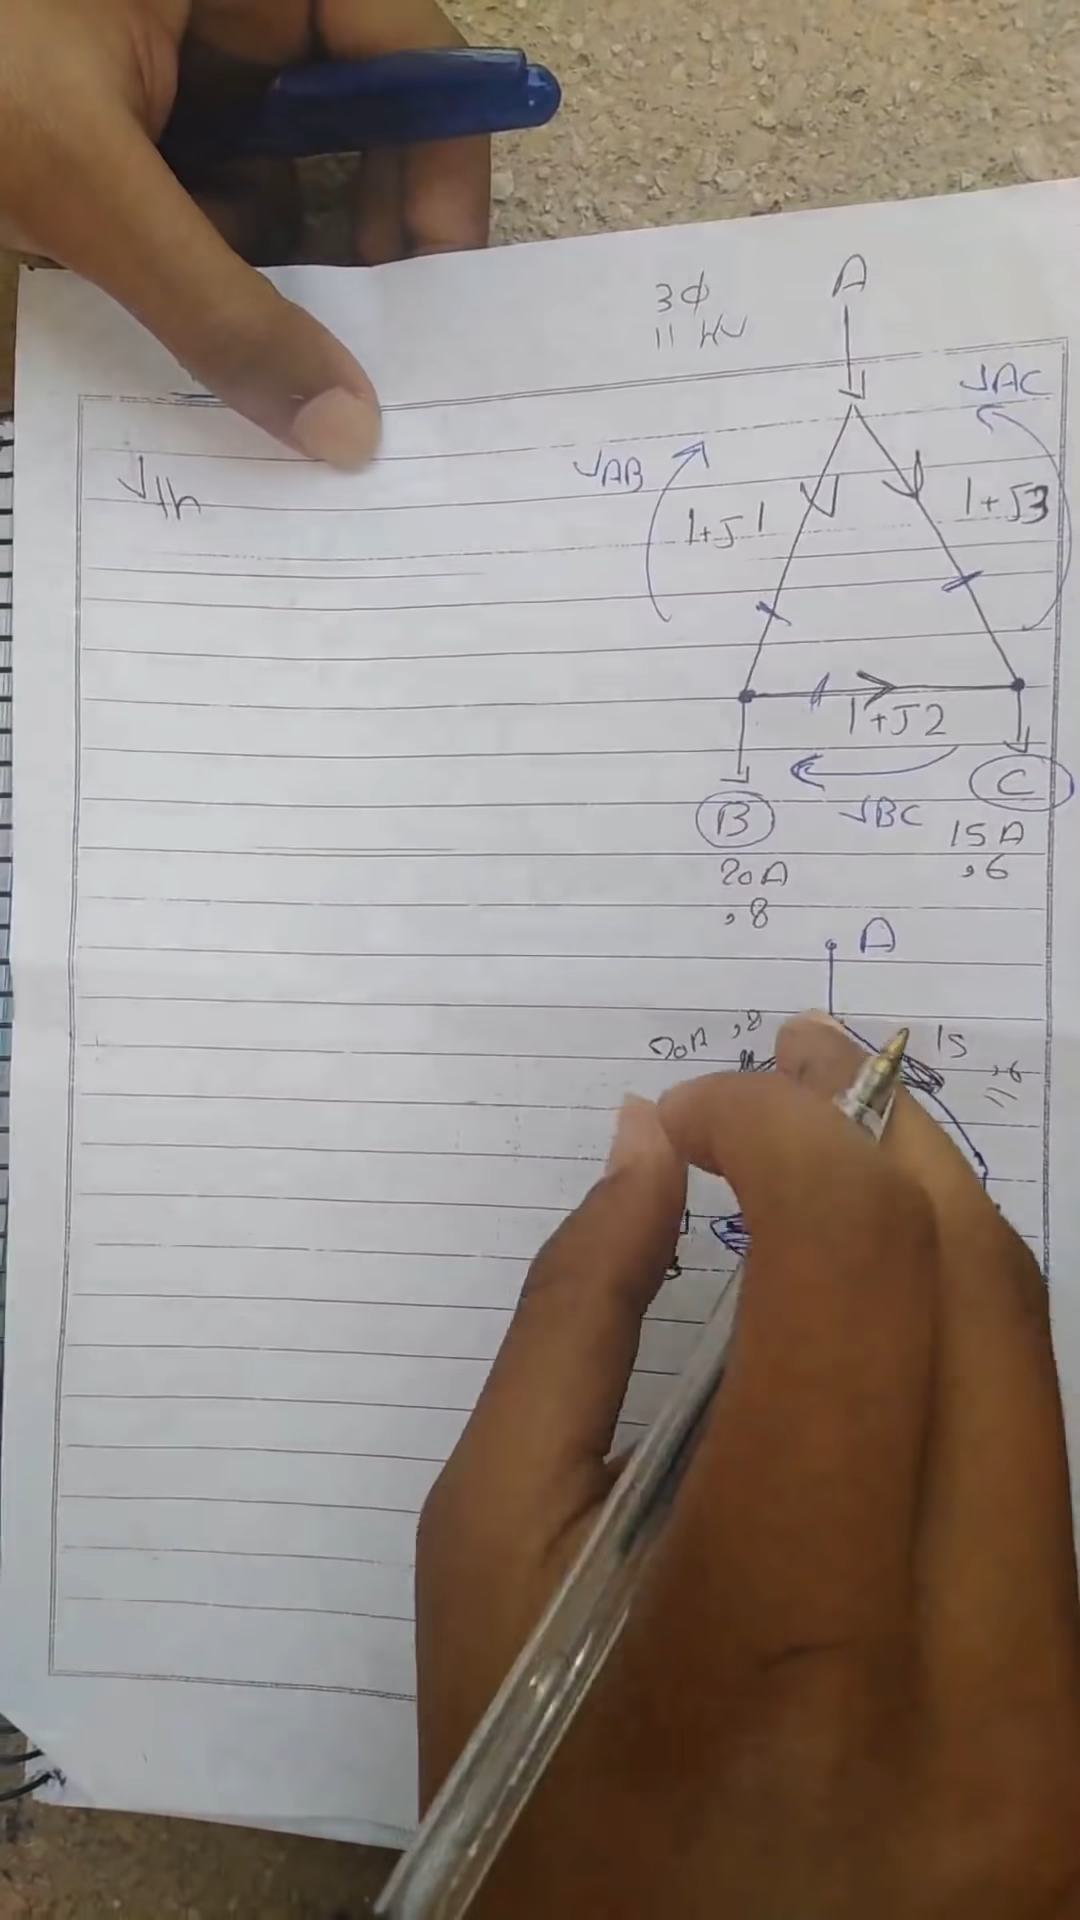 A
3φ
11 KV
VAC
VAB
Vth
1+J1
1+J3
1+J2
B
VBC
C
15 A
20A
,6
,8
A
20A ,8
15
,6